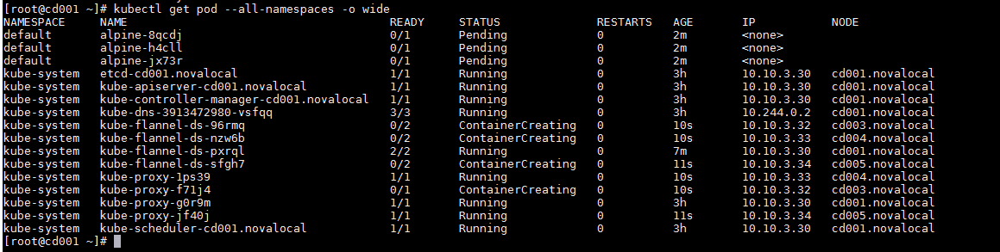 [root@cd001 ~]# kubectl get pod --all-namespaces -o wide
NAMESPACE NAME READY STATUS RESTARTS AGE IP NODE
default alpine-8qcdj 0/1 Pending 0 2m <none>
default alpine-h4cll 0/1 Pending 0 2m <none>
default alpine-jx73r 0/1 Pending 0 2m <none>
kube-system etcd-cd001.novalocal 1/1 Running 0 3h 10.10.3.30 cd001.novalocal
kube-system kube-apiserver-cd001.novalocal 1/1 Running 0 3h 10.10.3.30 cd001.novalocal
kube-system kube-controller-manager-cd001.novalocal 1/1 Running 0 3h 10.10.3.30 cd001.novalocal
kube-system kube-dns-3913472980-vsfqq 3/3 Running 0 3h 10.244.0.2 cd001.novalocal
kube-system kube-flannel-ds-96rmq 0/2 ContainerCreating 0 10s 10.10.3.32 cd003.novalocal
kube-system kube-flannel-ds-nzw6b 0/2 ContainerCreating 0 10s 10.10.3.33 cd004.novalocal
kube-system kube-flannel-ds-pxrql 2/2 Running 0 7m 10.10.3.30 cd001.novalocal
kube-system kube-flannel-ds-sfgh7 0/2 ContainerCreating 0 11s 10.10.3.34 cd005.novalocal
kube-system kube-proxy-1ps39 1/1 Running 0 10s 10.10.3.33 cd004.novalocal
kube-system kube-proxy-f71j4 0/1 ContainerCreating 0 10s 10.10.3.32 cd003.novalocal
kube-system kube-proxy-g0r9m 1/1 Running 0 3h 10.10.3.30 cd001.novalocal
kube-system kube-proxy-jf40j 1/1 Running 0 11s 10.10.3.34 cd005.novalocal
kube-system kube-scheduler-cd001.novalocal 1/1 Running 0 3h 10.10.3.30 cd001.novalocal
[root@cd001 ~]#